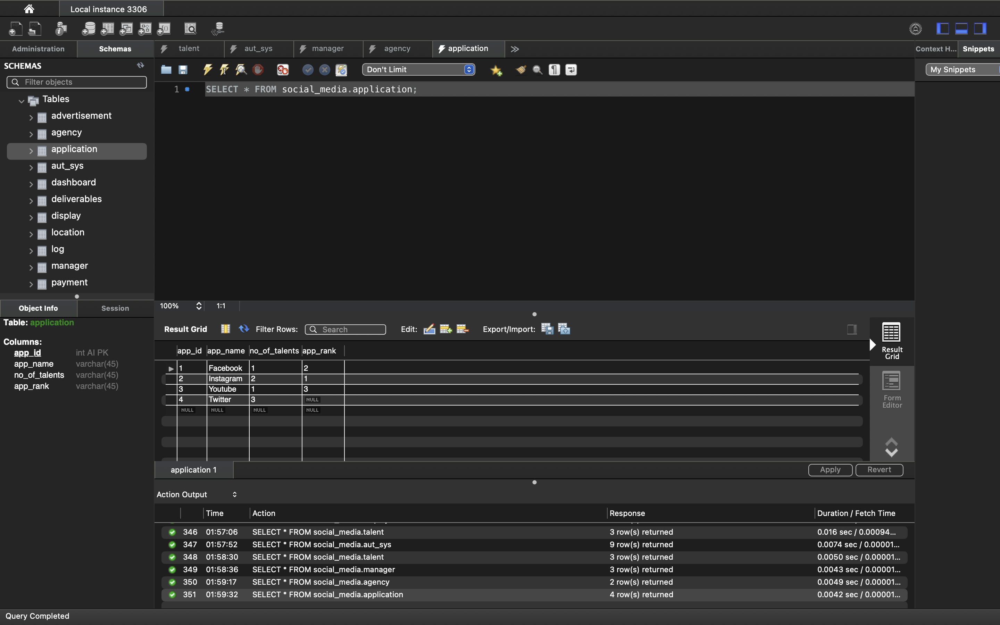 Local instance 3306
Administration Schemas talent aut_sys manager agency application Context H... Snippets
SCHEMAS
Don't Limit
My Snippets
Filter objects
1 SELECT * FROM social_media.application;
Tables
advertisement
agency
application
aut_sys
dashboard
deliverables
display
location
log
manager
payment
100% 1:1
Object Info Session
Table: application
Columns:
app_id int AI PK
app_name varchar(45)
no_of_talents varchar(45)
app_rank varchar(45)
Result Grid Filter Rows: Search Edit: Export/Import:
app_id app_name no_of_talents app_rank
1 Facebook 1 2
2 Instagram 2 1
3 Youtube 1 3
4 Twitter 3 NULL
NULL NULL NULL NULL
Result
Grid
Form
Editor
application 1 Apply Revert
Action Output
Time Action Response Duration / Fetch Time
346 01:57:06 SELECT * FROM social_media.talent 3 row(s) returned 0.016 sec / 0.00094...
347 01:57:52 SELECT * FROM social_media.aut_sys 9 row(s) returned 0.0074 sec / 0.00001...
348 01:58:30 SELECT * FROM social_media.talent 3 row(s) returned 0.0050 sec / 0.00001...
349 01:58:36 SELECT * FROM social_media.manager 3 row(s) returned 0.0043 sec / 0.00001...
350 01:59:17 SELECT * FROM social_media.agency 2 row(s) returned 0.0049 sec / 0.00001...
351 01:59:32 SELECT * FROM social_media.application 4 row(s) returned 0.0042 sec / 0.00001...
Query Completed